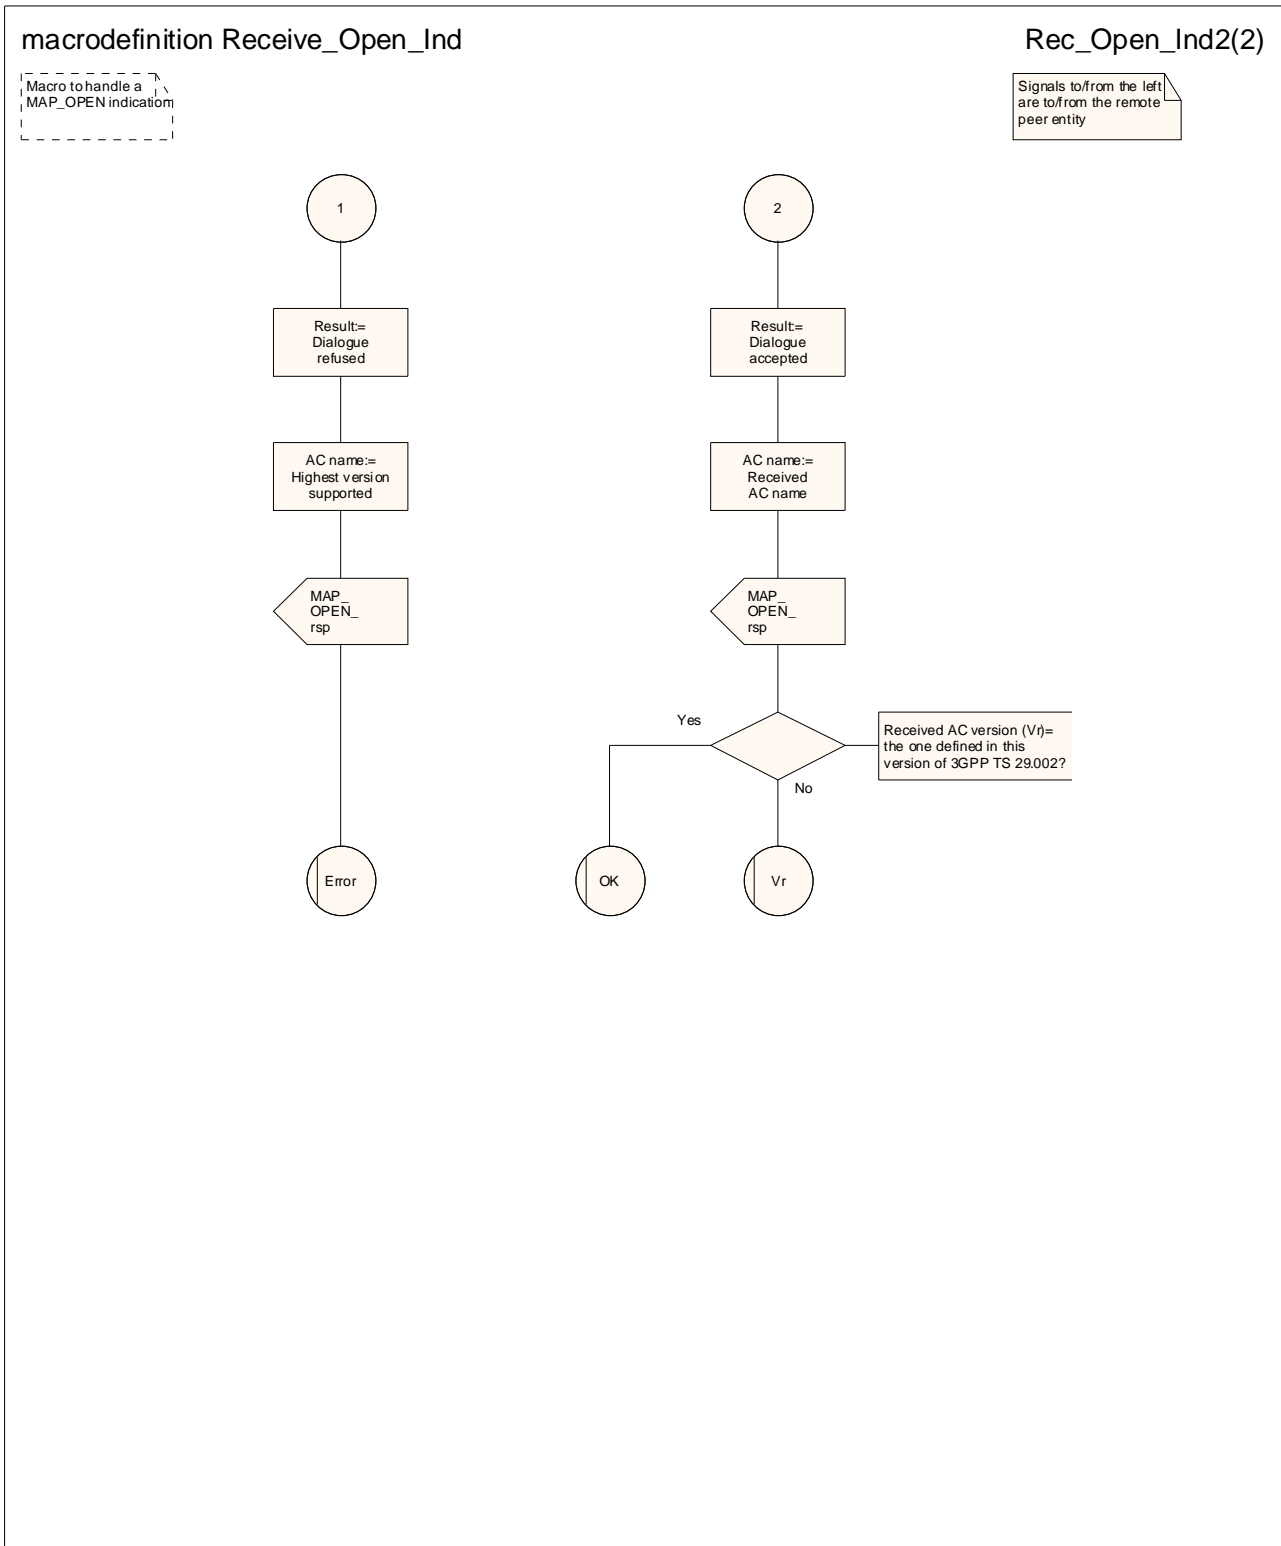 macrodefinition Receive_Open_Ind
Rec_Open_Ind2(2)
Macro to handle a
MAP_OPEN indication
Signals to/from the left
are to/from the remote
peer entity
1
2
Result:=
Dialogue
refused
Result:=
Dialogue
accepted
AC name:=
Highest version
supported
AC name:=
Received
AC name
MAP_
OPEN_
rsp
MAP_
OPEN_
rsp
Yes
Received AC version (Vr)=
the one defined in this
version of 3GPP TS 29.002?
No
Error
OK
Vr